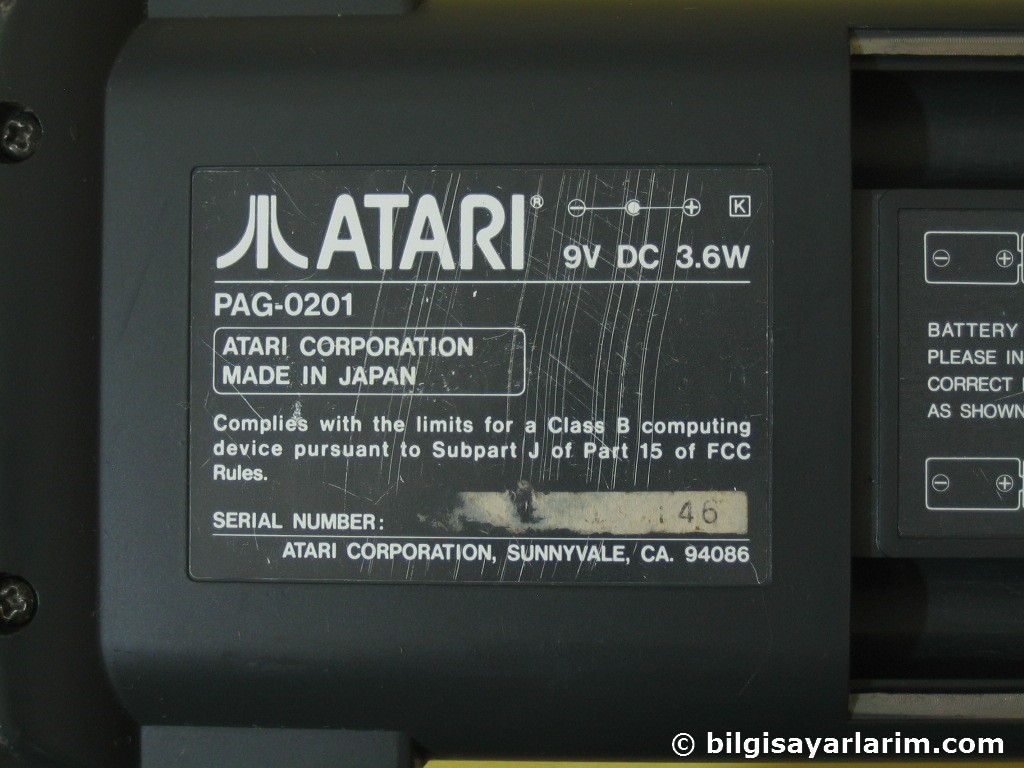 ATARI®
K
9V DC 3.6W
PAG-0201
ATARI CORPORATION
MADE IN JAPAN
Complies with the limits for a Class B computing
device pursuant to Subpart J of Part 15 of FCC
Rules.
SERIAL NUMBER: 46
ATARI CORPORATION, SUNNYVALE, CA. 94086
BATTERY
PLEASE IN
CORRECT
AS SHOWN
© bilgisayarlarim.com